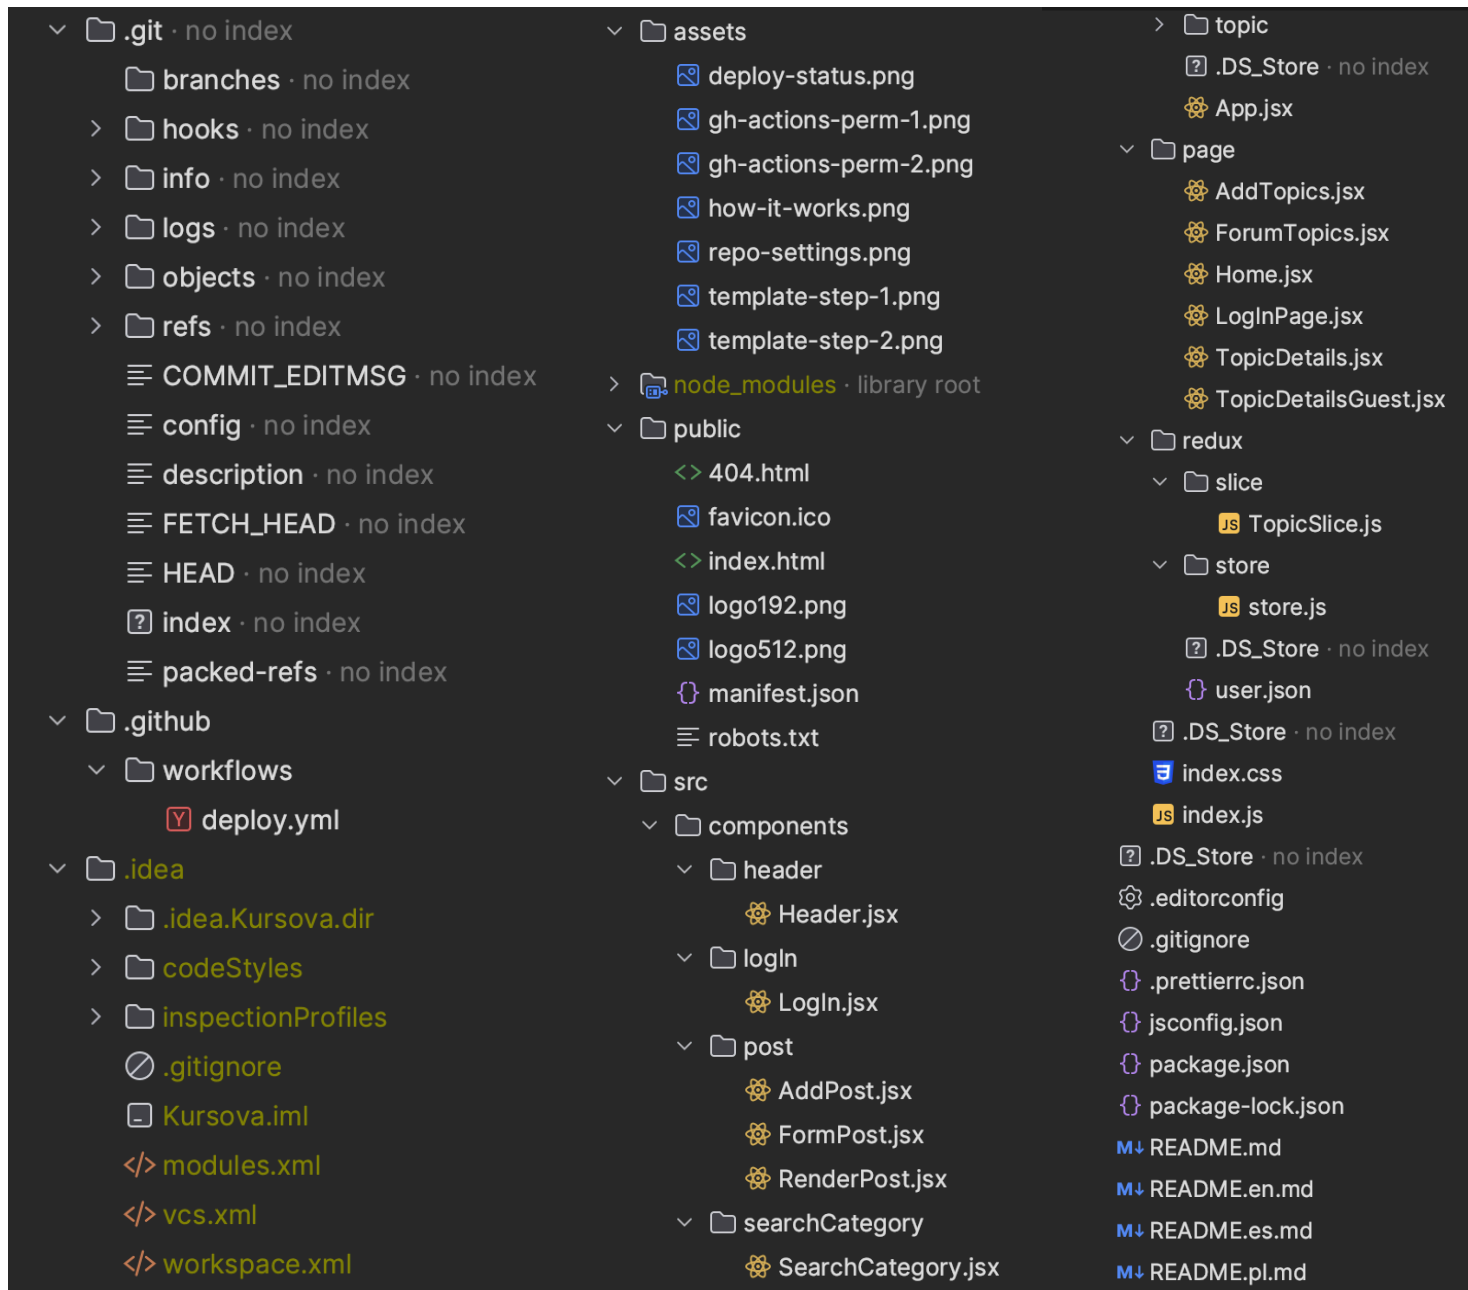 .git · no index
branches · no index
hooks · no index
info · no index
logs · no index
objects · no index
refs · no index
COMMIT_EDITMSG · no index
config · no index
description · no index
FETCH_HEAD · no index
HEAD · no index
index · no index
packed-refs · no index
.github
workflows
deploy.yml
.idea
.idea.Kursova.dir
codeStyles
inspectionProfiles
.gitignore
Kursova.iml
modules.xml
vcs.xml
workspace.xml
assets
deploy-status.png
gh-actions-perm-1.png
gh-actions-perm-2.png
how-it-works.png
repo-settings.png
template-step-1.png
template-step-2.png
node_modules · library root
public
404.html
favicon.ico
index.html
logo192.png
logo512.png
manifest.json
robots.txt
src
components
header
Header.jsx
logIn
LogIn.jsx
post
AddPost.jsx
FormPost.jsx
RenderPost.jsx
searchCategory
SearchCategory.jsx
topic
.DS_Store · no index
App.jsx
page
AddTopics.jsx
ForumTopics.jsx
Home.jsx
LogInPage.jsx
TopicDetails.jsx
TopicDetailsGuest.jsx
redux
slice
TopicSlice.js
store
store.js
.DS_Store · no index
user.json
.DS_Store · no index
index.css
index.js
.DS_Store · no index
.editorconfig
.gitignore
.prettierrc.json
jsconfig.json
package.json
package-lock.json
README.md
README.en.md
README.es.md
README.pl.md